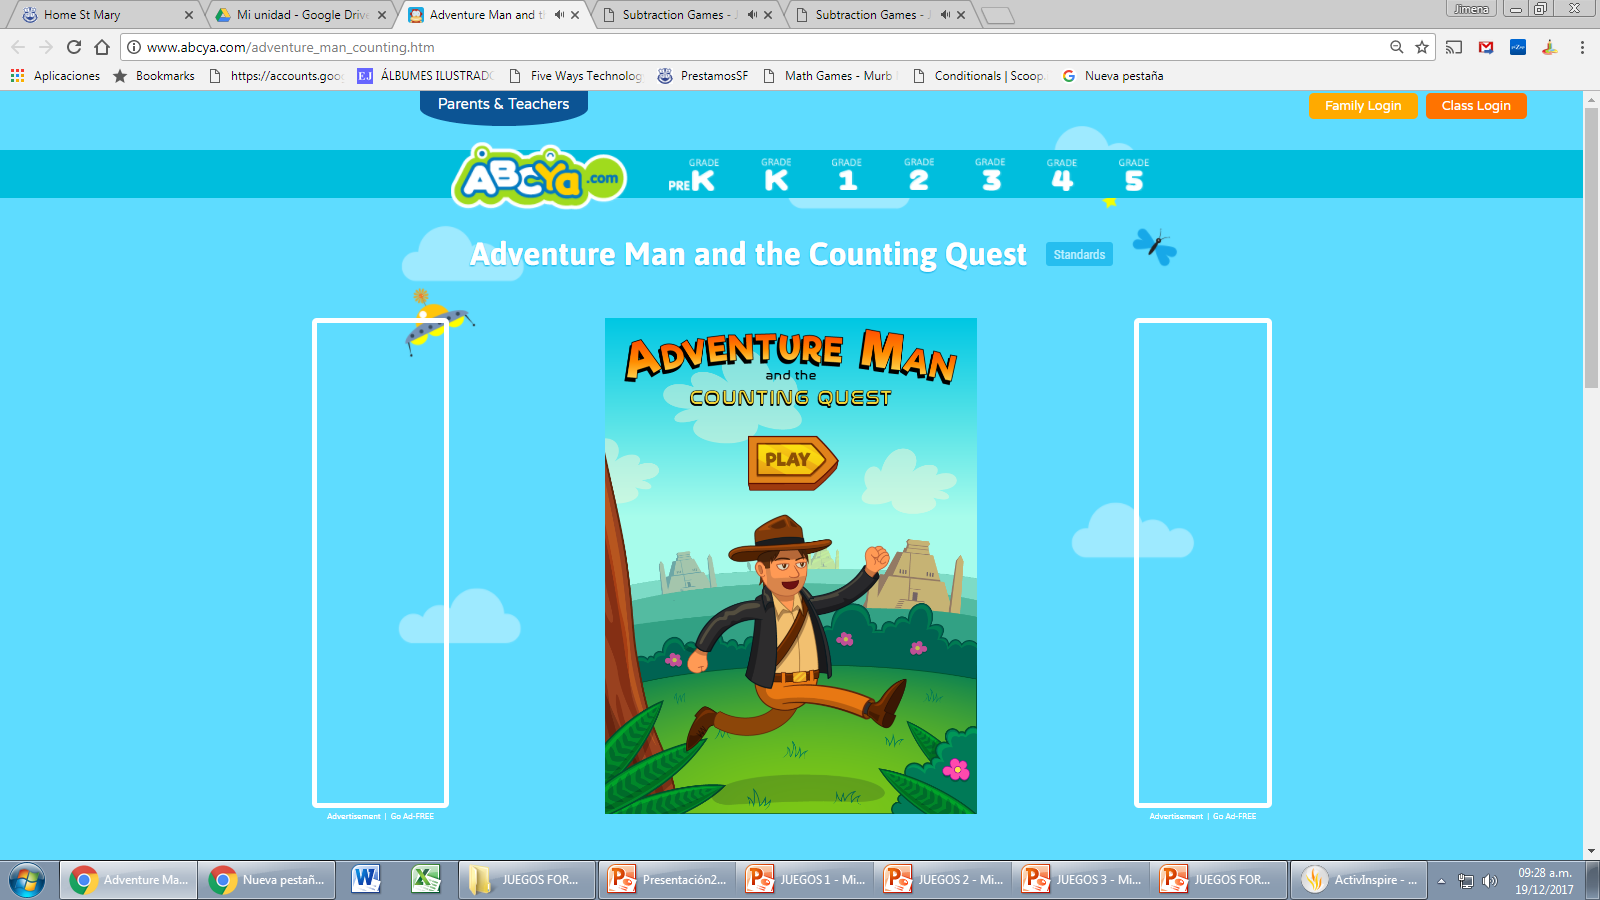 Home St Mary
Mi unidad - Google Drive
Adventure Man and th
Subtraction Games - J
Subtraction Games - J
Jimena
www.abcya.com/adventure_man_counting.htm
Aplicaciones
Bookmarks
https://accounts.goo
EJ
ÁLBUMES ILUSTRADO
Five Ways Technolog
PrestamosSF
Math Games - Murb
Conditionals | Scoop.
Nueva pestaña
Parents & Teachers
Family Login
Class Login
ABCYa.com
GRADE PRE K
GRADE K
GRADE 1
GRADE 2
GRADE 3
GRADE 4
GRADE 5
Adventure Man and the Counting Quest
Standards
ADVENTURE MAN
and the
COUNTING QUEST
PLAY
Advertisement | Go Ad-FREE
Advertisement | Go Ad-FREE
Adventure Ma...
Nueva pestañ...
JUEGOS FOR...
Presentación2...
JUEGOS 1 - Mi...
JUEGOS 2 - Mi...
JUEGOS 3 - Mi...
JUEGOS FOR...
ActivInspire - ...
09:28 a.m.
19/12/2017